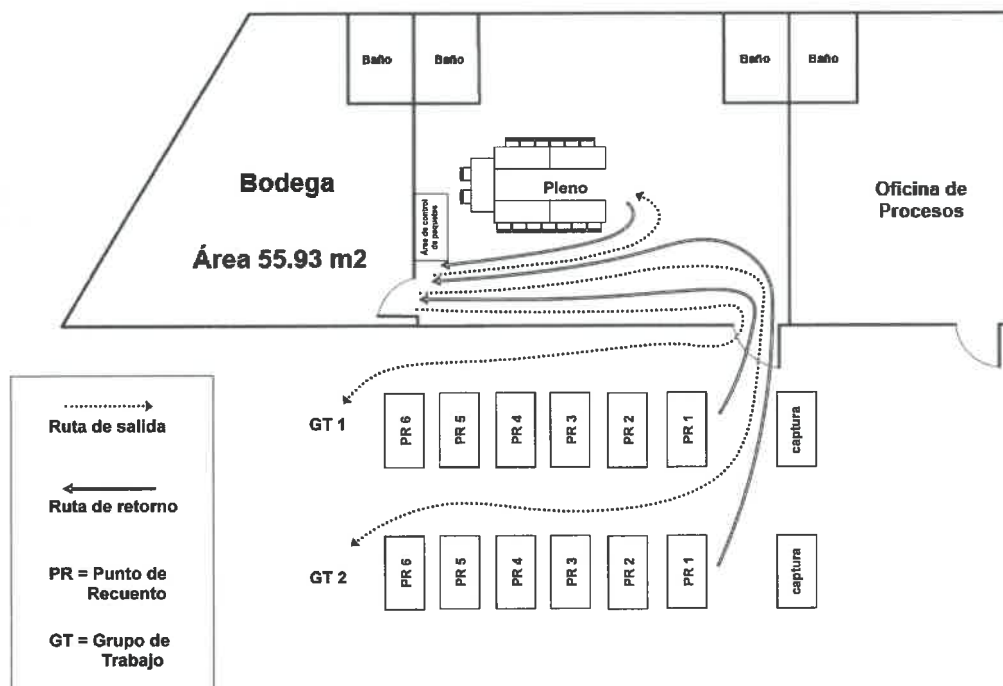 Baño
Baño
Baño
Baño
Bodega
Área 55.93 m2
Área de control
de paquetes
Pleno
Oficina de
Procesos
Ruta de salida
Ruta de retorno
PR = Punto de
Recuento
GT = Grupo de
Trabajo
GT 1
PR 6
PR 5
PR 4
PR 3
PR 2
PR 1
captura
GT 2
PR 6
PR 5
PR 4
PR 3
PR 2
PR 1
captura